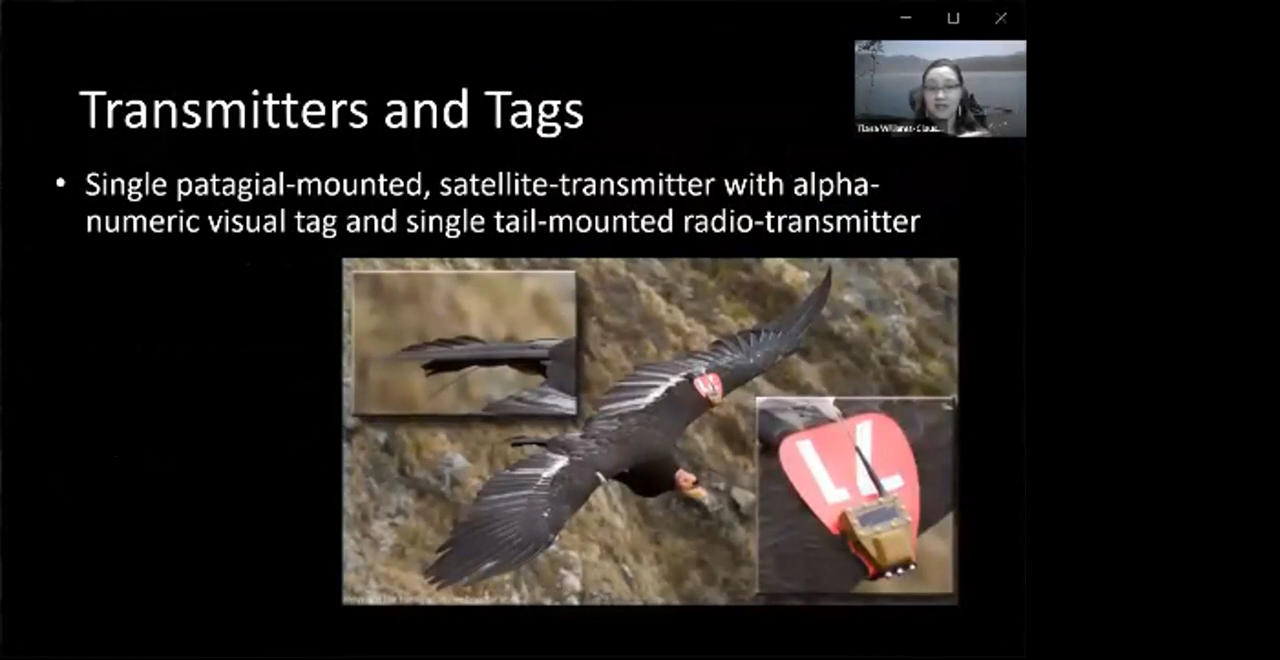 Transmitters and Tags
• Single patagial-mounted, satellite-transmitter with alpha-
numeric visual tag and single tail-mounted radio-transmitter